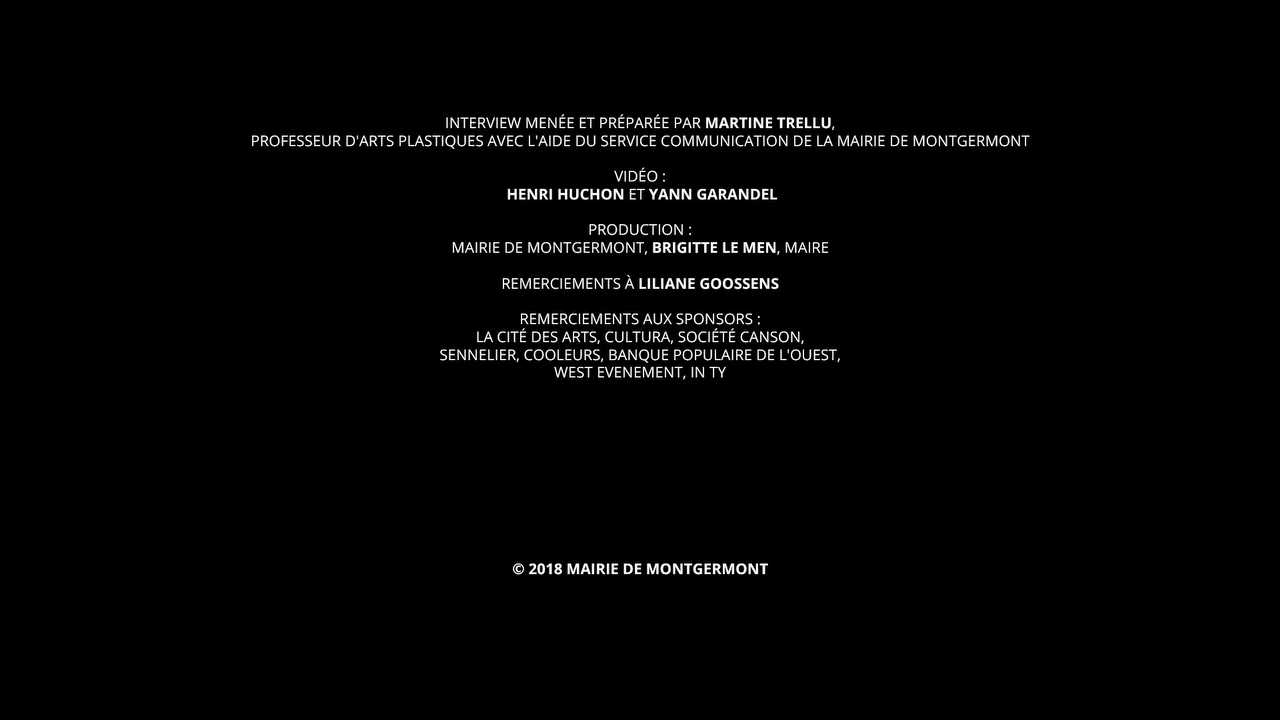 INTERVIEW MENÉE ET PRÉPARÉE PAR MARTINE TRELLU,
PROFESSEUR D'ARTS PLASTIQUES AVEC L'AIDE DU SERVICE COMMUNICATION DE LA MAIRIE DE MONTGERMONT
VIDÉO :
HENRI HUCHON ET YANN GARANDEL
PRODUCTION :
MAIRIE DE MONTGERMONT, BRIGITTE LE MEN, MAIRE
REMERCIEMENTS À LILIANE GOOSSENS
REMERCIEMENTS AUX SPONSORS :
LA CITÉ DES ARTS, CULTURA, SOCIÉTÉ CANSON,
SENNELIER, COOLEURS, BANQUE POPULAIRE DE L'OUEST,
WEST EVENEMENT, IN TY
© 2018 MAIRIE DE MONTGERMONT